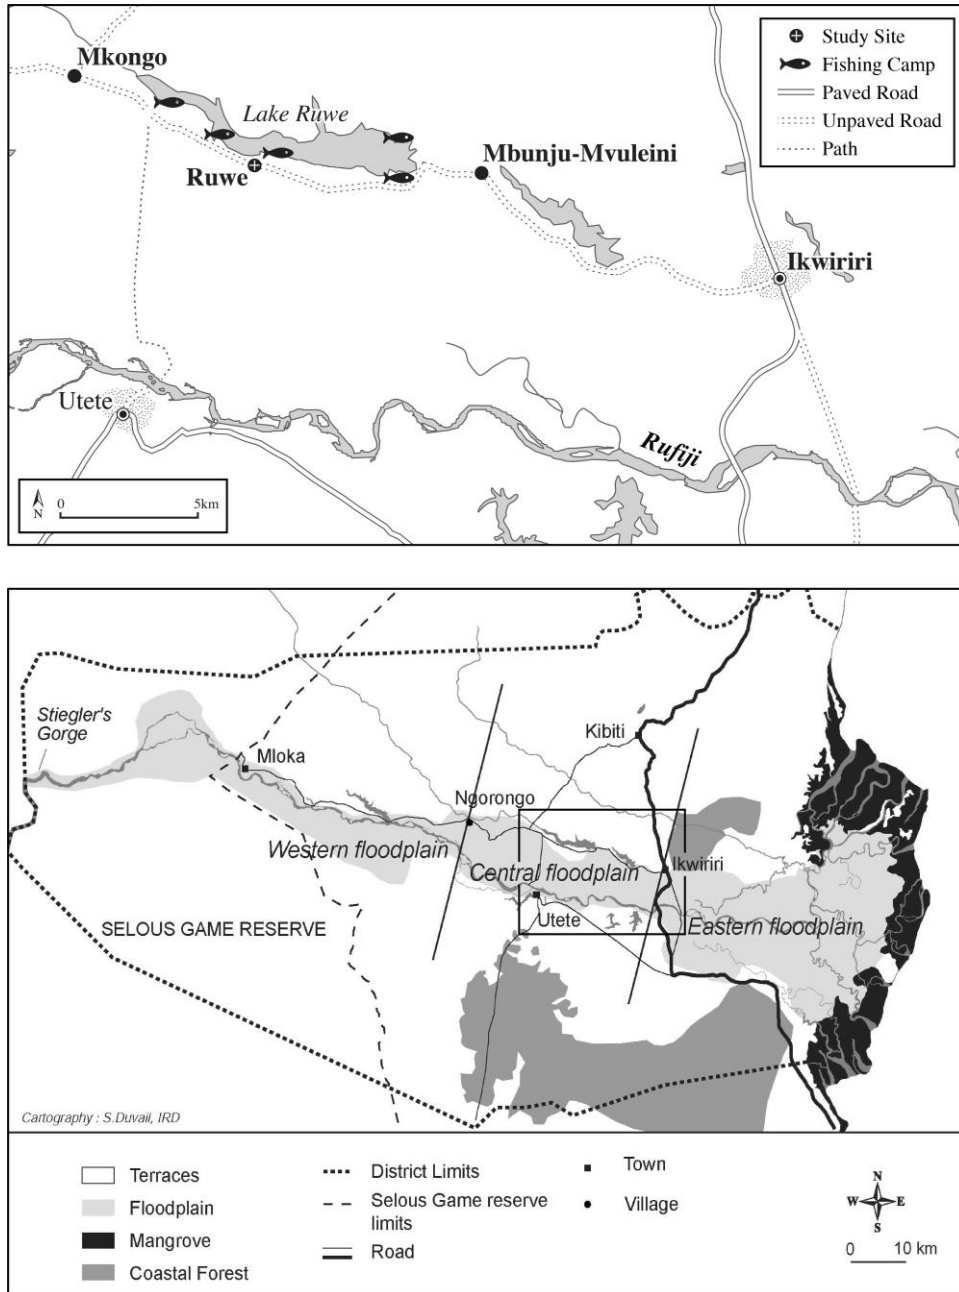 Mkongo
Lake Ruwe
Ruwe
Mbunju-Mvuleini
Ikwiriri
Utete
Rufiji
Study Site
Fishing Camp
Paved Road
Unpaved Road
Path
N
0 5km
Stiegler's
Gorge
Mloka
Kibiti
Ngorongo
Western floodplain
Central floodplain
Ikwiriri
Utete
Eastern floodplain
SELOUS GAME RESERVE
Cartography : S.Duvail, IRD
Terraces
Floodplain
Mangrove
Coastal Forest
District Limits
Selous Game reserve
limits
Road
Town
Village
N
W E
S
0 10 km